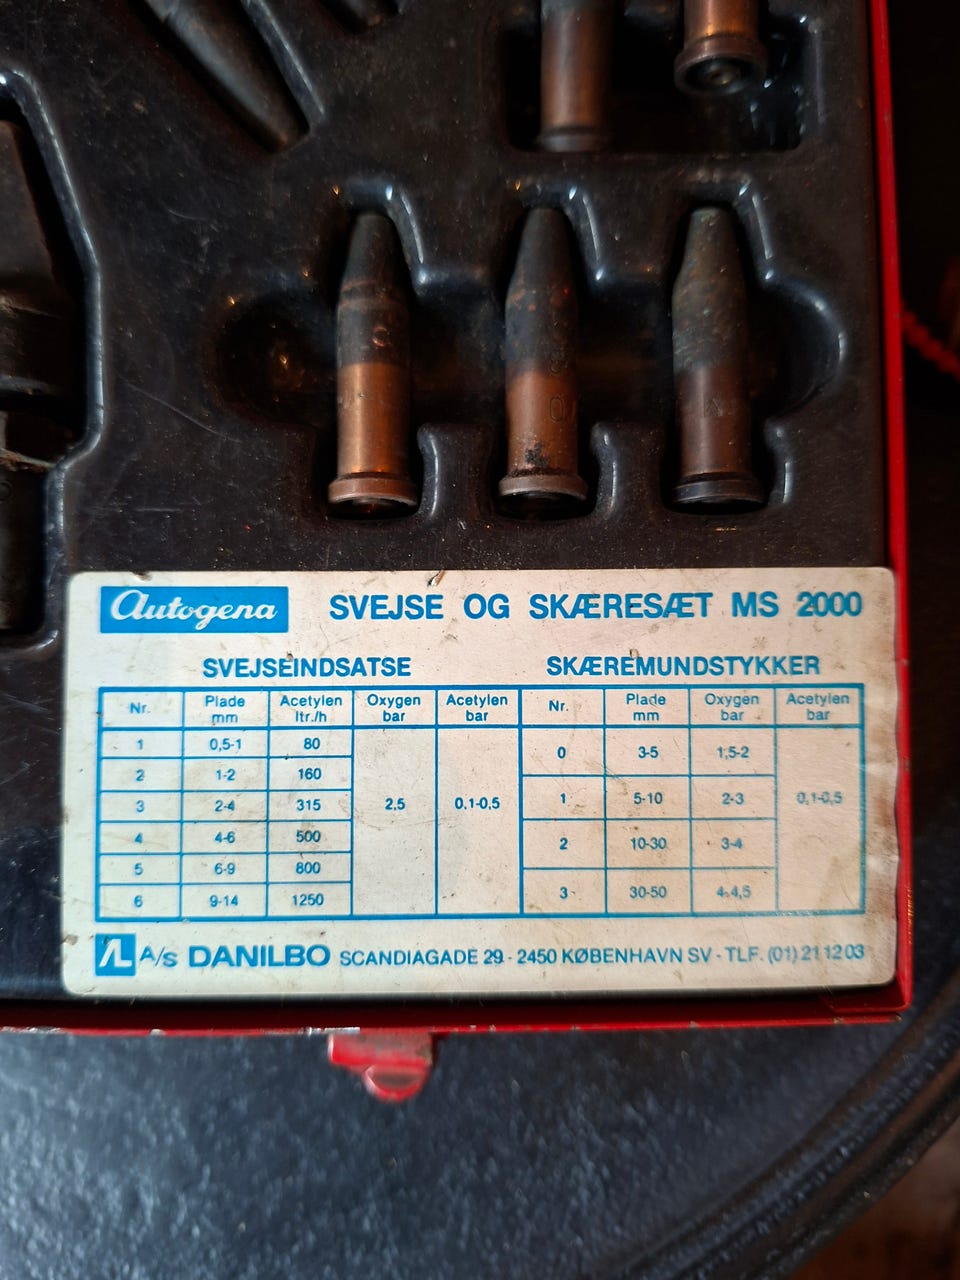 Autogena SVEJSE OG SKÆRESÆT MS 2000
SVEJSEINDSATSE
Nr. Plade mm Acetylen ltr./h Oxygen bar Acetylen bar
1 0,5-1 80
2 1-2 160
3 2-4 315 2,5 0,1-0,5
4 4-6 500
5 6-9 800
6 9-14 1250
SKÆREMUNDSTYKKER
Nr. Plade mm Oxygen bar Acetylen bar
0 3-5 1,5-2
1 5-10 2-3 0,1-0,5
2 10-30 3-4
3 30-50 4-4,5
A/s DANILBO SCANDIAGADE 29 - 2450 KØBENHAVN SV - TLF. (01) 21 12 03